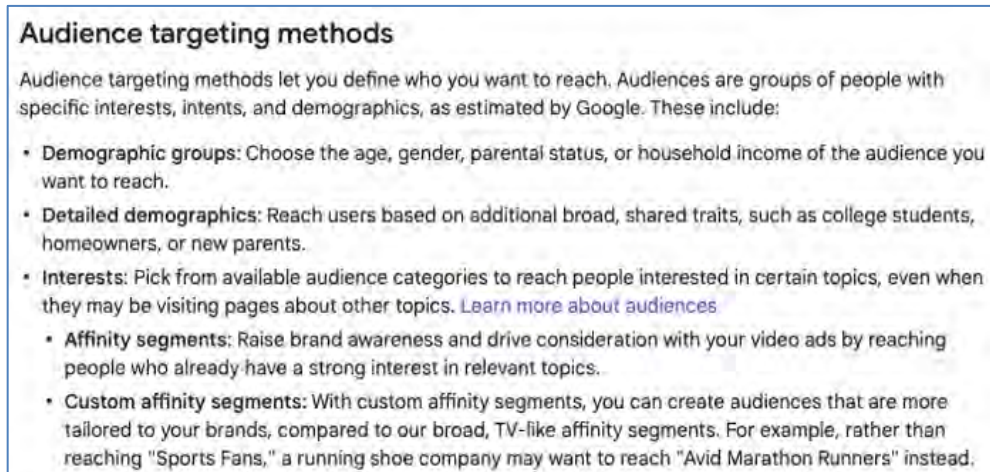 Audience targeting methods
Audience targeting methods let you define who you want to reach. Audiences are groups of people with
specific interests, intents, and demographics, as estimated by Google. These include:
• Demographic groups: Choose the age, gender, parental status, or household income of the audience you
want to reach.
• Detailed demographics: Reach users based on additional broad, shared traits, such as college students,
homeowners, or new parents.
• Interests: Pick from available audience categories to reach people interested in certain topics, even when
they may be visiting pages about other topics. Learn more about audiences
• Affinity segments: Raise brand awareness and drive consideration with your video ads by reaching
people who already have a strong interest in relevant topics.
• Custom affinity segments: With custom affinity segments, you can create audiences that are more
tailored to your brands, compared to our broad, TV-like affinity segments. For example, rather than
reaching "Sports Fans," a running shoe company may want to reach "Avid Marathon Runners" instead.